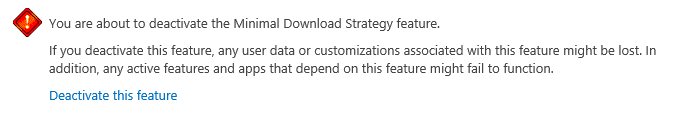 You are about to deactivate the Minimal Download Strategy feature.
If you deactivate this feature, any user data or customizations associated with this feature might be lost. In
addition, any active features and apps that depend on this feature might fail to function.
Deactivate this feature